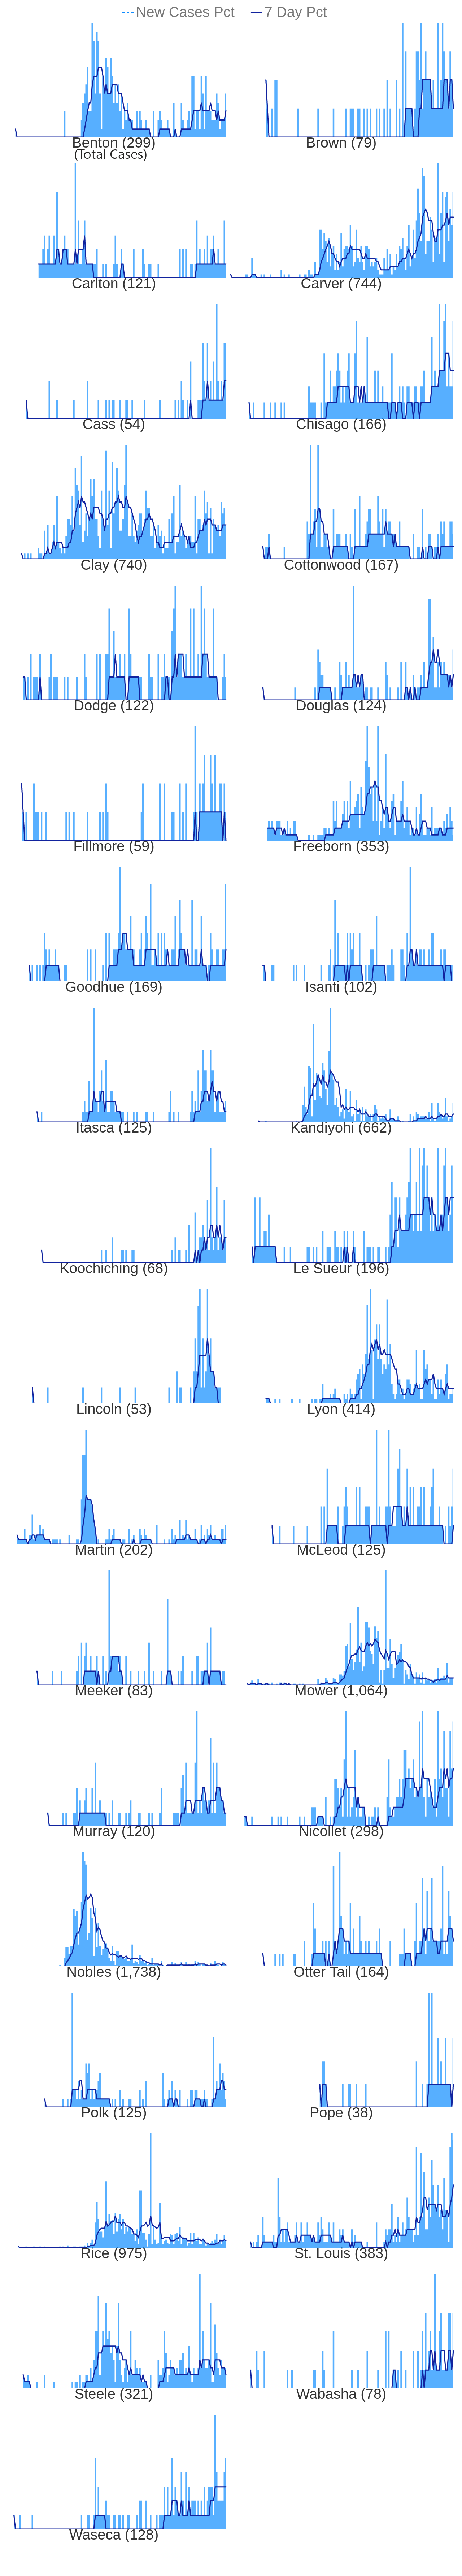 New Cases Pct 7 Day Pct
Benton (299) Brown (79)
(Total Cases)
Carlton (121) Carver (744)
Cass (54) Chisago (166)
Clay (740) Cottonwood (167)
Dodge (122) Douglas (124)
Fillmore (59) Freeborn (353)
Goodhue (169) Isanti (102)
Itasca (125) Kandiyohi (662)
Koochiching (68) Le Sueur (196)
Lincoln (53) Lyon (414)
Martin (202) McLeod (125)
Meeker (83) Mower (1,064)
Murray (120) Nicollet (298)
Nobles (1,738) Otter Tail (164)
Polk (125) Pope (38)
Rice (975) St. Louis (383)
Steele (321) Wabasha (78)
Waseca (128)